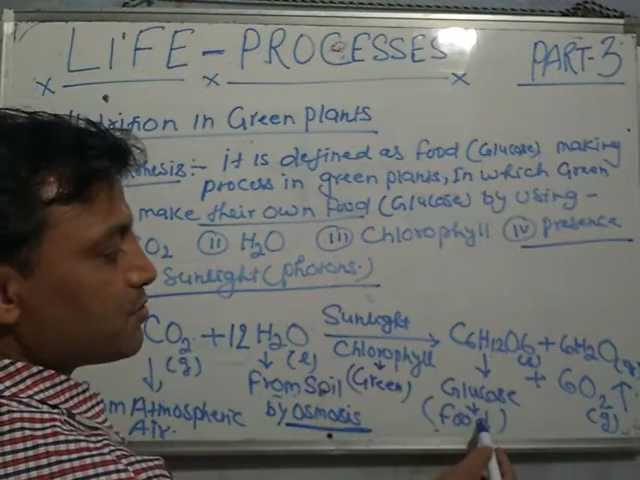 LIFE - PROCESSES
PART-3
Nutrition In Green Plants
thesis :- it is defined as food (Glucose) making
process in green plants, In which Green
make their own food (Glucose) by using -
CO2 (ii) H2O (iii) Chlorophyll (iv) presence
Sunlight (photons.)
CO2 + 12 H2O Sunlight Chlorophyll → C6H12O6 + 6H2O
(g) (l) (s) + 6O2 ↑
From Soil (Green) Glucose (g)
Atmospheric by osmosis (food)
Air.